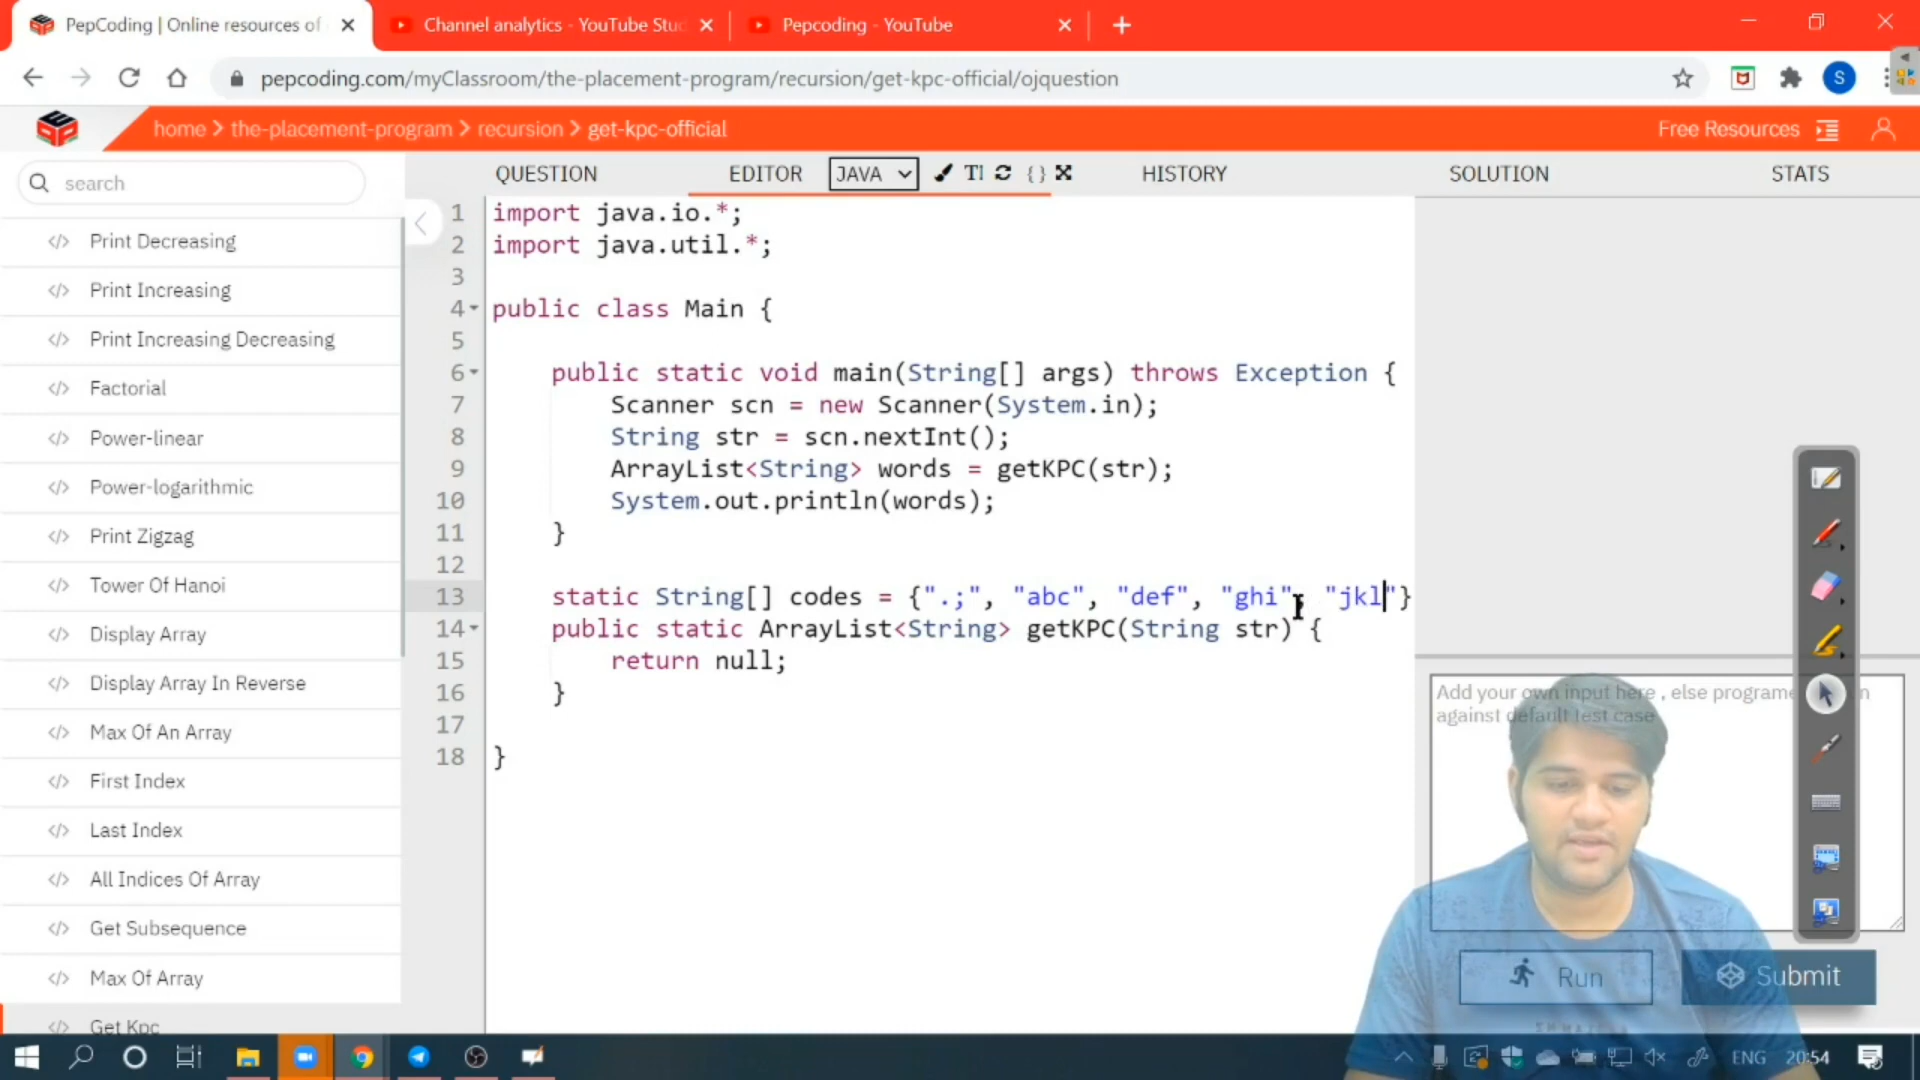 PepCoding | Online resources of
Channel analytics - YouTube Stud
Pepcoding - YouTube
pepcoding.com/myClassroom/the-placement-program/recursion/get-kpc-official/ojquestion
S
home > the-placement-program > recursion > get-kpc-official
Free Resources
search
QUESTION
EDITOR
JAVA
HISTORY
SOLUTION
STATS
Print Decreasing
Print Increasing
Print Increasing Decreasing
Factorial
Power-linear
Power-logarithmic
Print Zigzag
Tower Of Hanoi
Display Array
Display Array In Reverse
Max Of An Array
First Index
Last Index
All Indices Of Array
Get Subsequence
Max Of Array
Get Kpc
1 import java.io.*;
2 import java.util.*;
3
4 public class Main {
5
6 public static void main(String[] args) throws Exception {
7 Scanner scn = new Scanner(System.in);
8 String str = scn.nextInt();
9 ArrayList<String> words = getKPC(str);
10 System.out.println(words);
11 }
12
13 static String[] codes = {".;", "abc", "def", "ghi", "jkl"}
14 public static ArrayList<String> getKPC(String str) {
15 return null;
16 }
17
18 }
Add your own input here , else programe
against default test case
Run
Submit
ENG
20:54